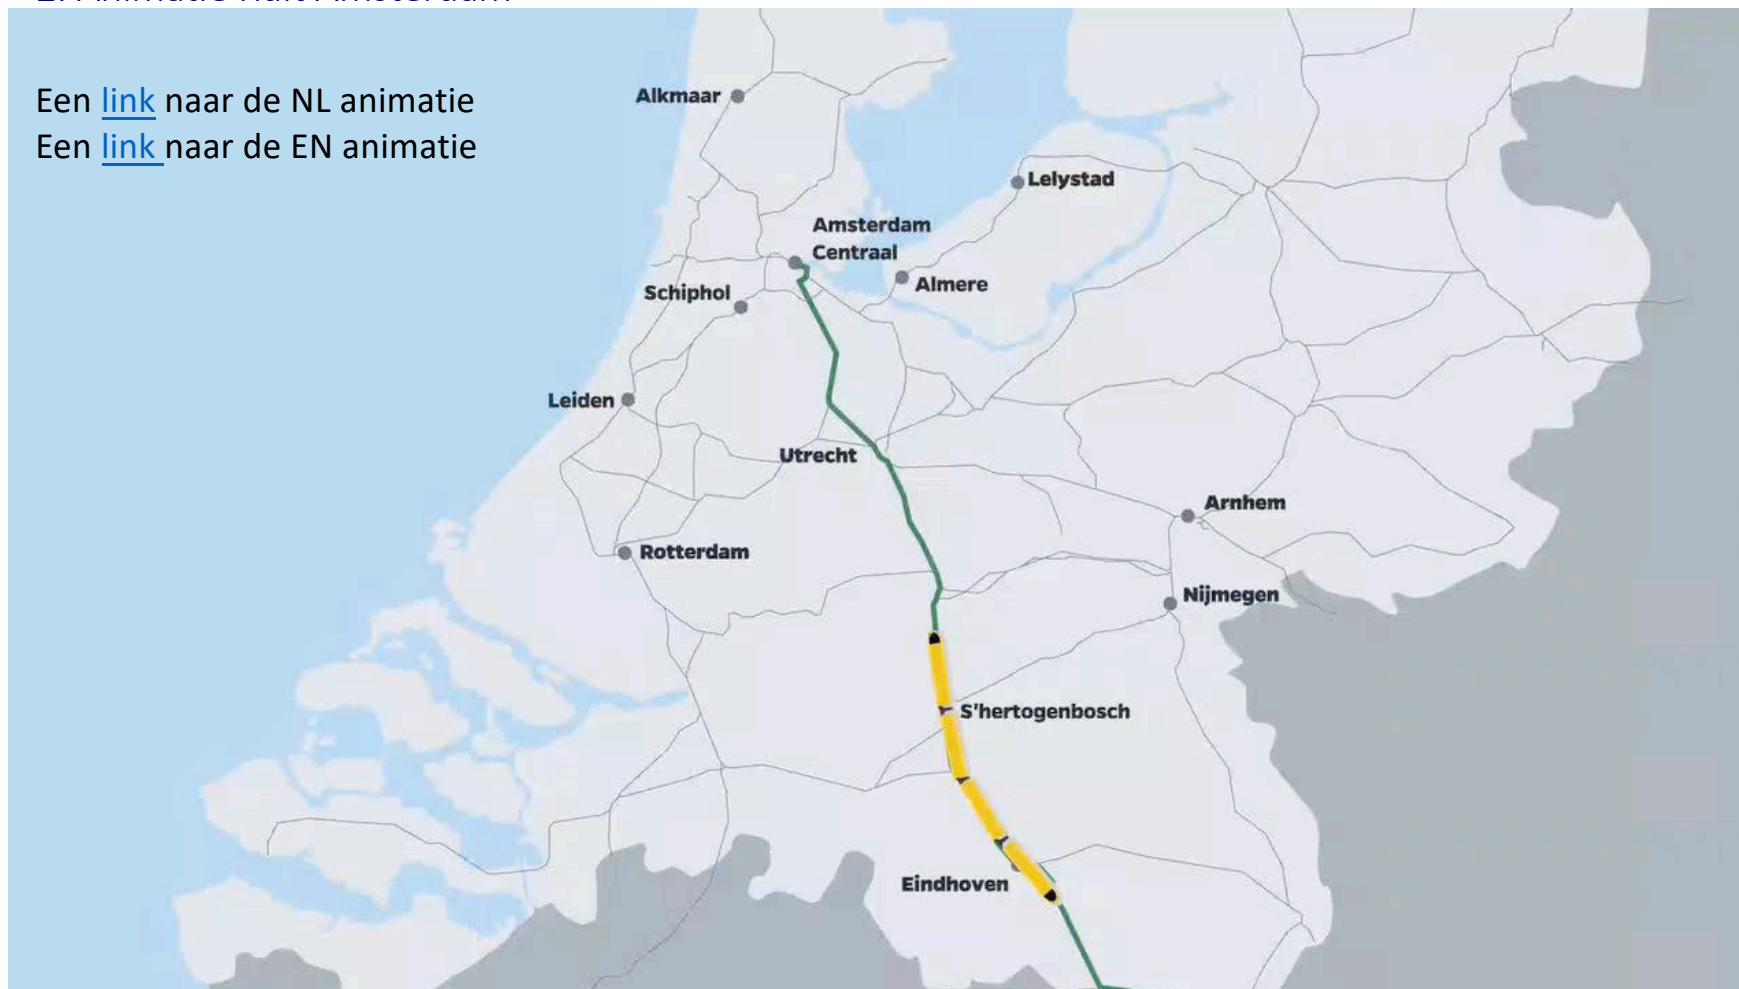 Een link naar de NL animatie
Een link naar de EN animatie
Alkmaar
Lelystad
Amsterdam
Centraal
Almere
Schiphol
Leiden
Utrecht
Arnhem
Rotterdam
Nijmegen
S'hertogenbosch
Eindhoven